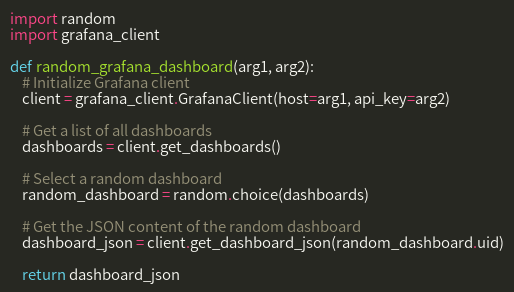 import random
import grafana_client

def random_grafana_dashboard(arg1, arg2):
    # Initialize Grafana client
    client = grafana_client.GrafanaClient(host=arg1, api_key=arg2)

    # Get a list of all dashboards
    dashboards = client.get_dashboards()

    # Select a random dashboard
    random_dashboard = random.choice(dashboards)

    # Get the JSON content of the random dashboard
    dashboard_json = client.get_dashboard_json(random_dashboard.uid)

    return dashboard_json